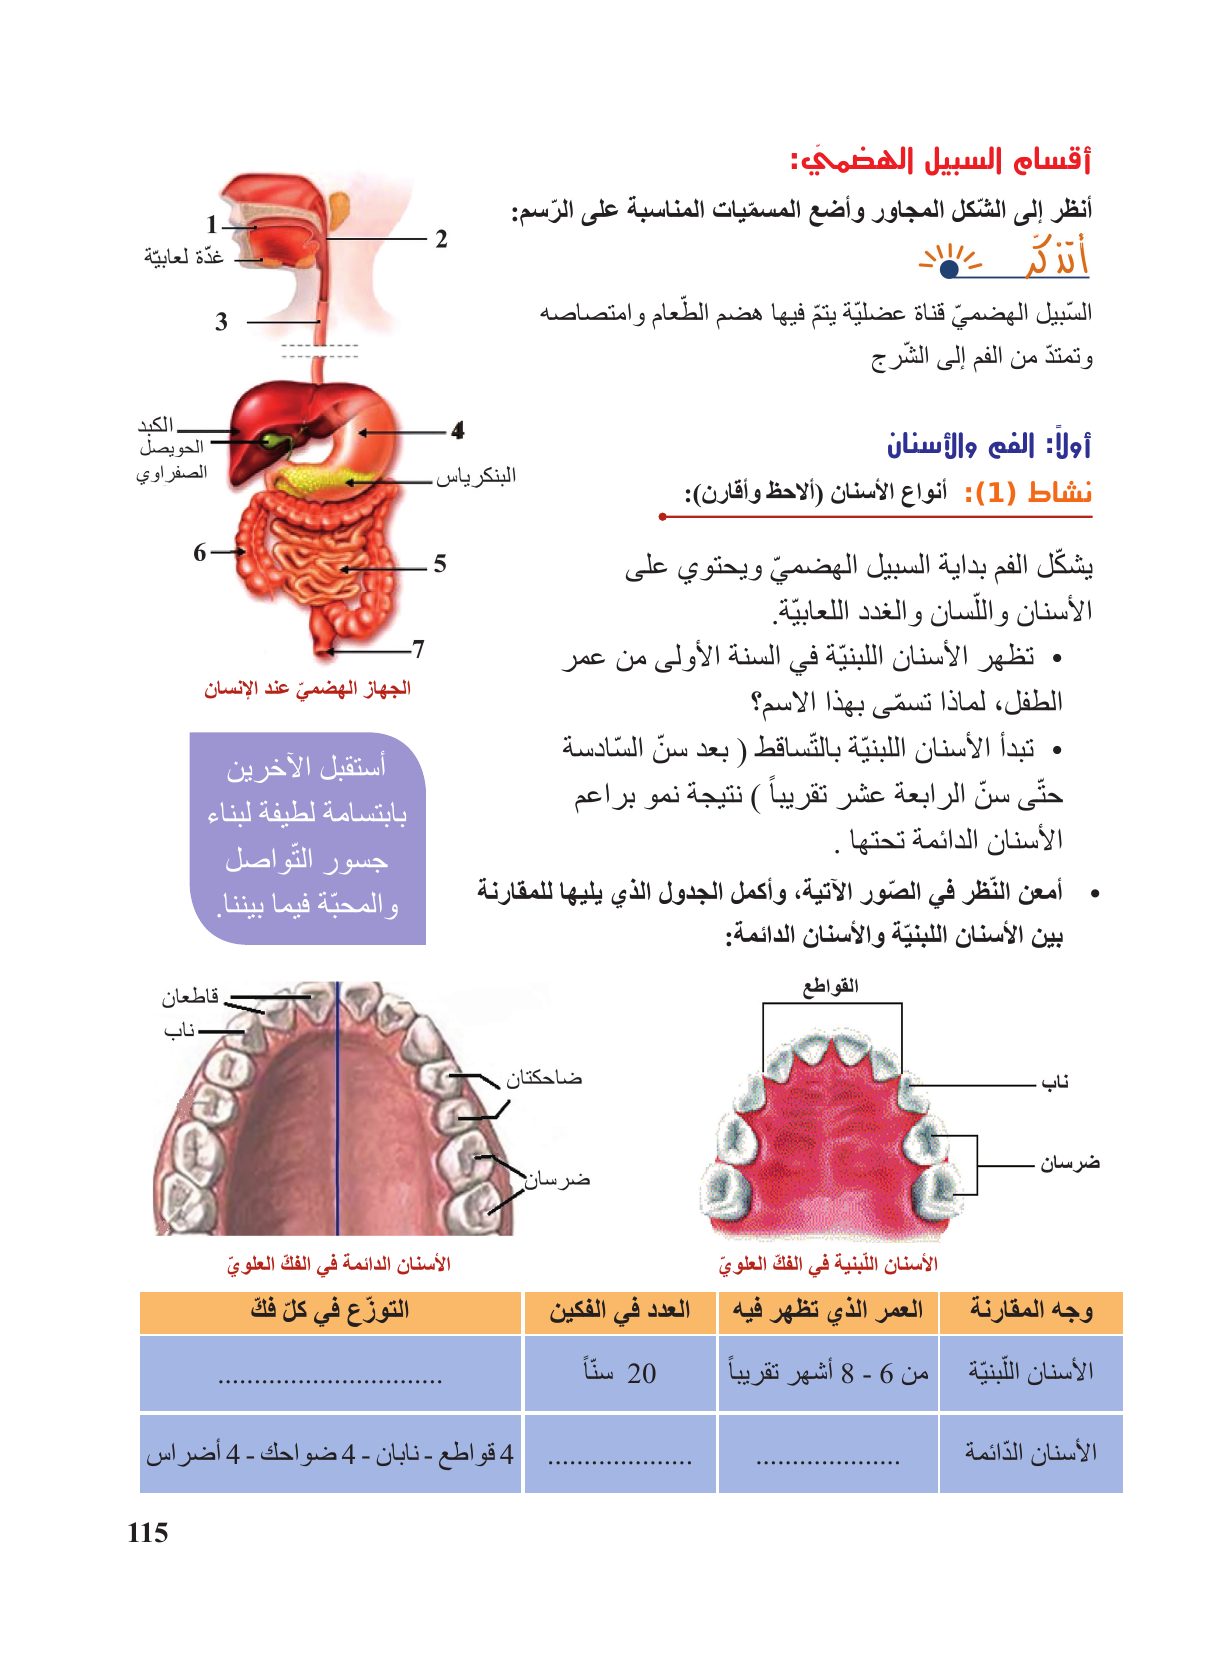 أقسام السبيل الهضميّ:
أنظر إلى الشّكل المجاور وأضع المسمّيات المناسبة على الرّسم:
أتذكّر
السّبيل الهضميّ قناة عضليّة يتمّ فيها هضم الطّعام وامتصاصه
وتمتدّ من الفم إلى الشّرج
1
2
غدّة لعابيّة
3
الكبد
الحويصل
الصفراوي
4
البنكرياس
6
5
7
الجهاز الهضميّ عند الإنسان
أولاً: الفم والأسنان
نشاط (1): أنواع الأسنان (ألاحظ وأقارن):
يشكّل الفم بداية السبيل الهضميّ ويحتوي على
الأسنان واللّسان والغدد اللعابيّة.
• تظهر الأسنان اللبنيّة في السنة الأولى من عمر
الطفل، لماذا تسمّى بهذا الاسم؟
• تبدأ الأسنان اللبنيّة بالتّساقط ( بعد سنّ السّادسة
حتّى سنّ الرابعة عشر تقريباً ) نتيجة نمو براعم
الأسنان الدائمة تحتها .
أستقبل الآخرين
بابتسامة لطيفة لبناء
جسور التّواصل
والمحبّة فيما بيننا.
• أمعن النّظر في الصّور الآتية، وأكمل الجدول الذي يليها للمقارنة
بين الأسنان اللبنيّة والأسنان الدائمة:
القواطع
ناب
ضرسان
الأسنان اللّبنية في الفكّ العلويّ
قاطعان
ناب
ضاحكتان
ضرسان
الأسنان الدائمة في الفكّ العلويّ
وجه المقارنة العمر الذي تظهر فيه العدد في الفكين التوزّع في كلّ فكّ
الأسنان اللّبنيّة من 6 - 8 أشهر تقريباً 20 سنّاً ...............................
الأسنان الدّائمة .................... .................... 4 قواطع - نابان - 4 ضواحك - 4 أضراس
115